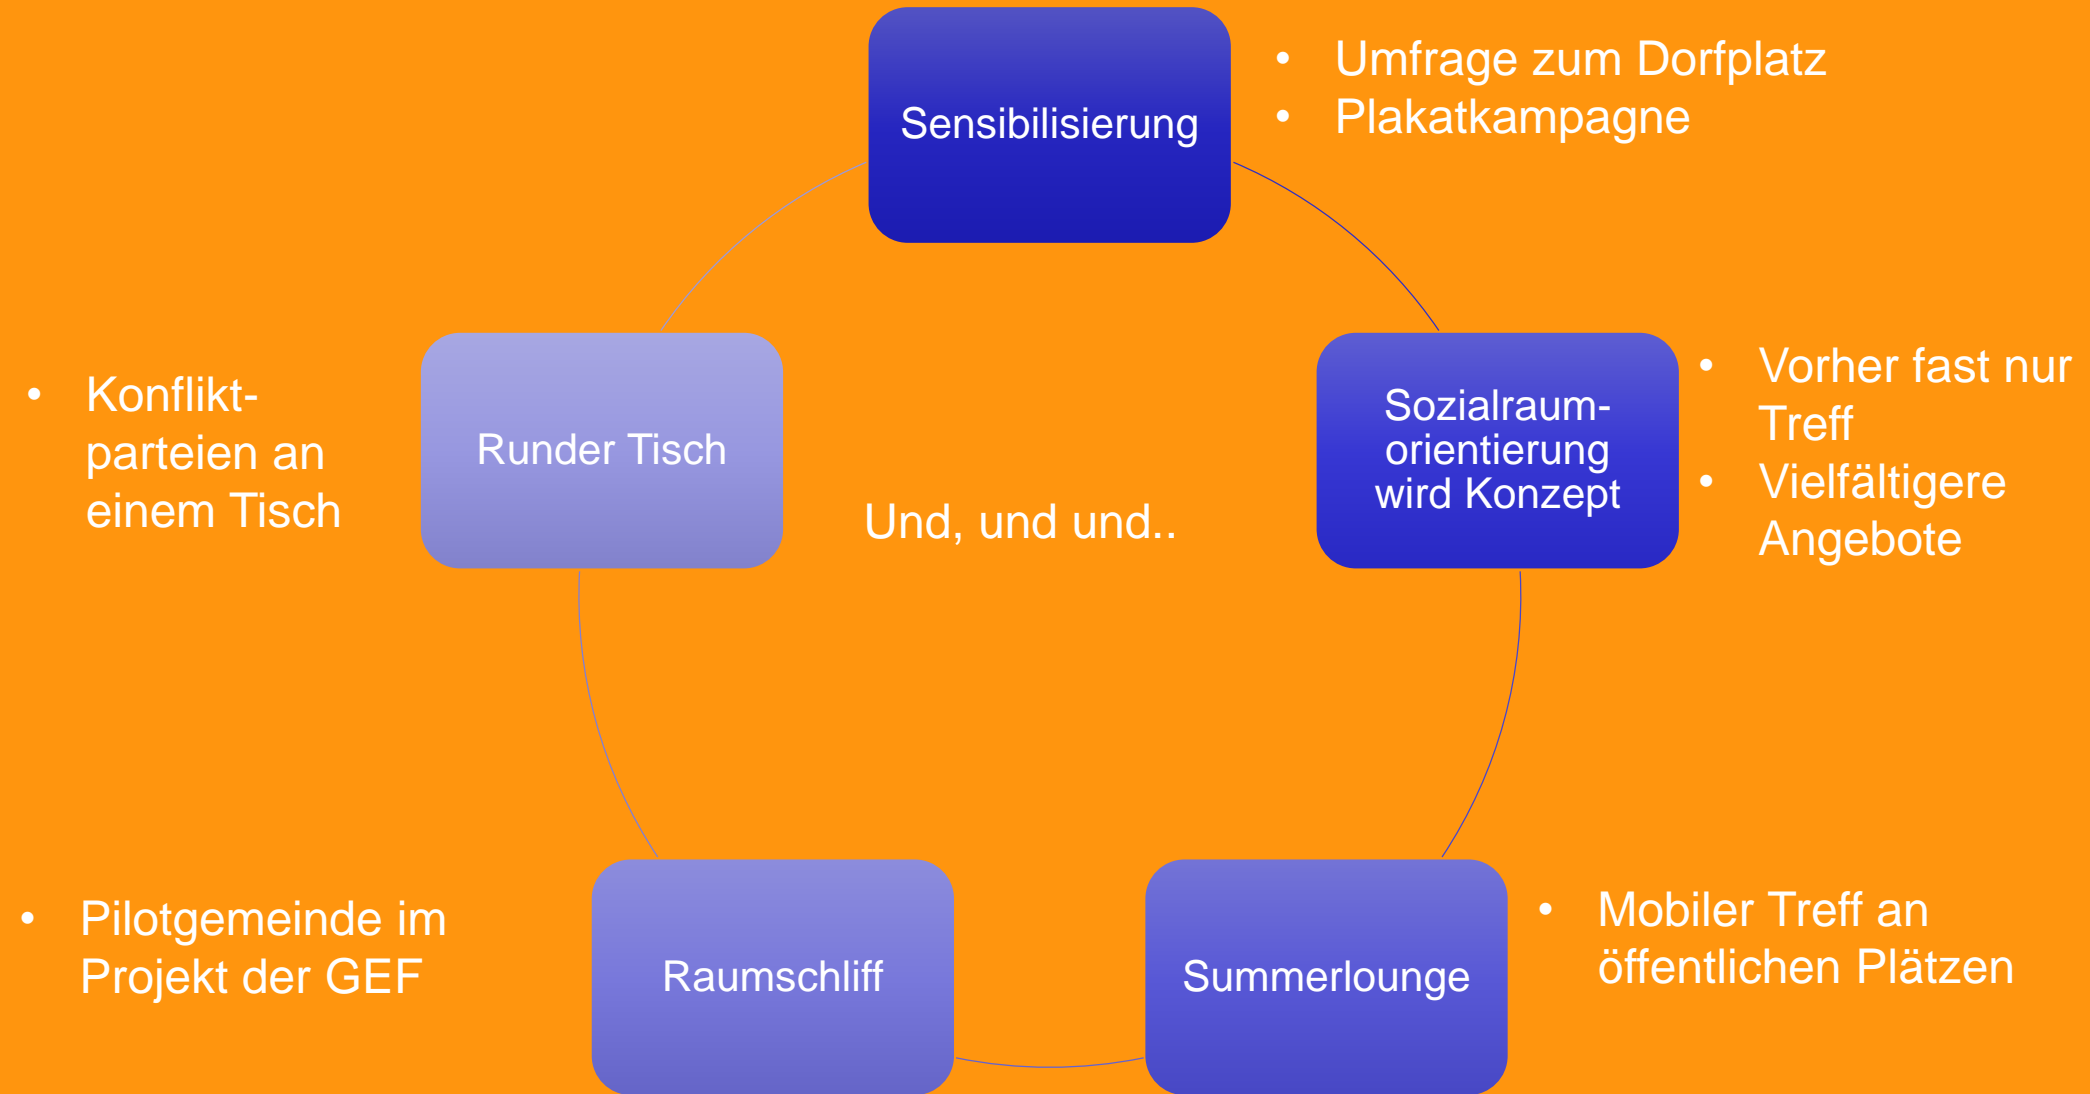 Sensibilisierung
• Umfrage zum Dorfplatz
• Plakatkampagne
Sozialraum-
orientierung
wird Konzept
• Vorher fast nur
Treff
• Vielfältigere
Angebote
Summerlounge
• Mobiler Treff an
öffentlichen Plätzen
Raumschliff
• Pilotgemeinde im
Projekt der GEF
Runder Tisch
• Konflikt-
parteien an
einem Tisch
Und, und und..